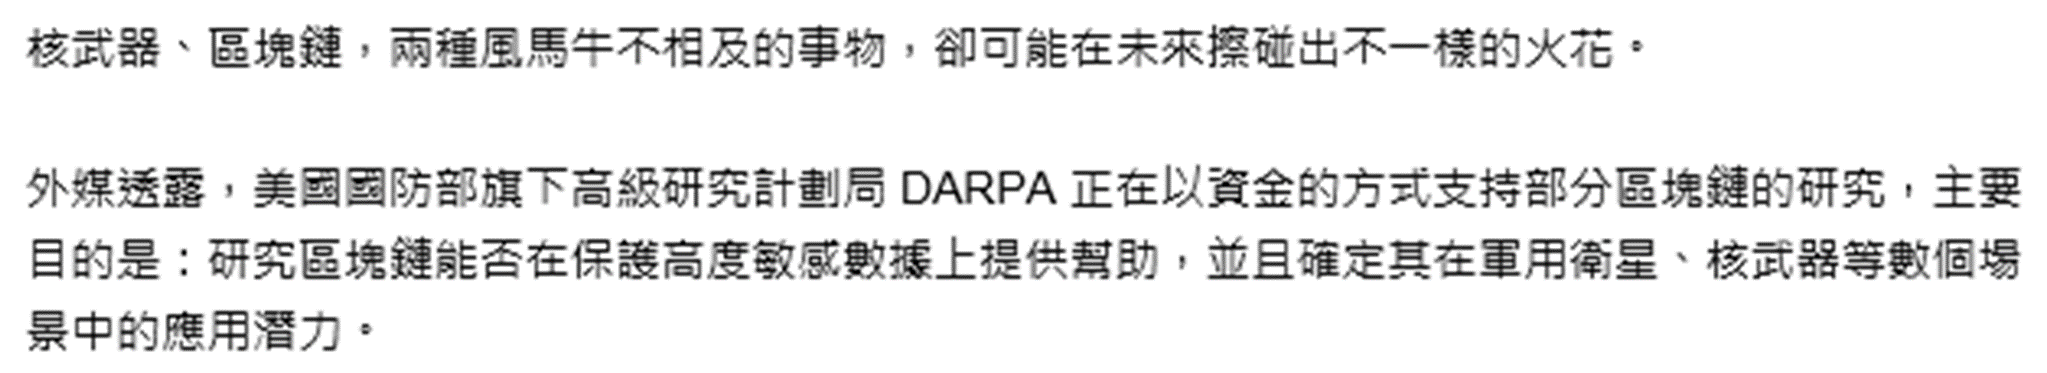 核武器、區塊鏈，兩種風馬牛不相及的事物，卻可能在未來擦碰出不一樣的火花。
外媒透露，美國國防部旗下高級研究計劃局 DARPA 正在以資金的方式支持部分區塊鏈的研究，主要
目的是：研究區塊鏈能否在保護高度敏感數據上提供幫助，並且確定其在軍用衛星、核武器等數個場
景中的應用潛力。